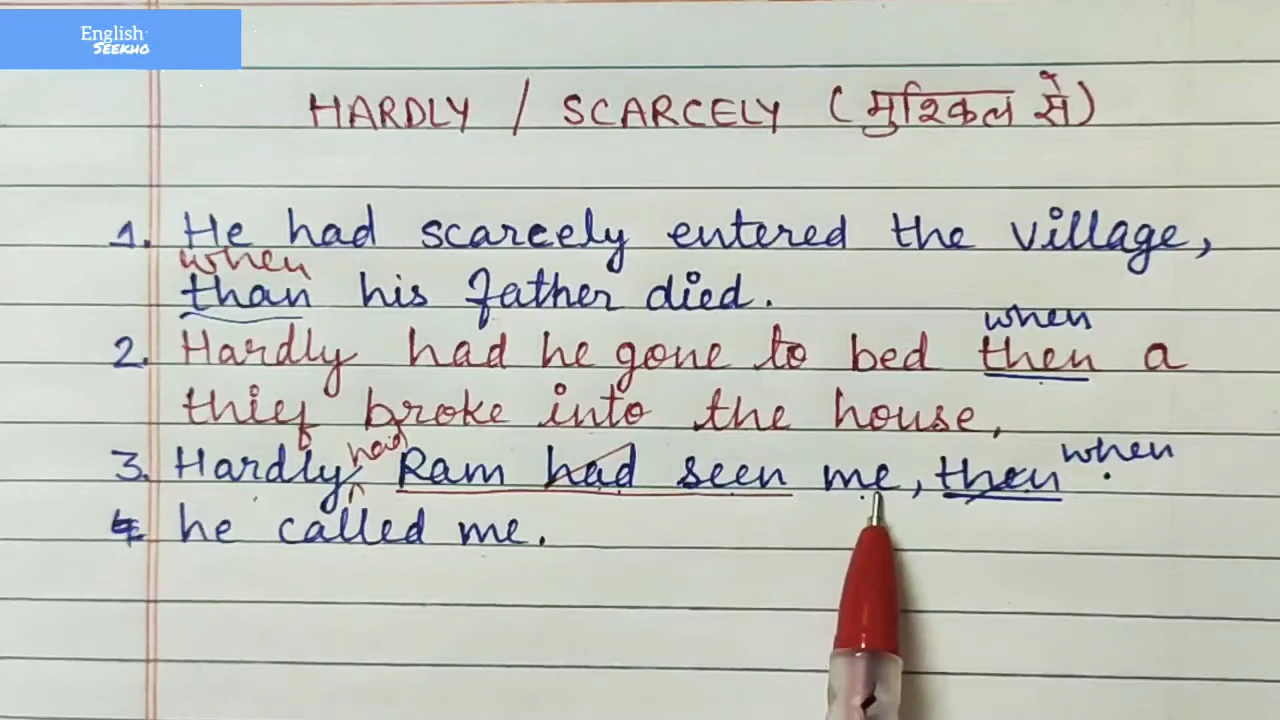 English
SEEKHO
HARDLY / SCARCELY (मुश्किल से)
1. He had scarcely entered the village,
when
than his father died.
when
2. Hardly had he gone to bed then a
thief broke into the house,
had
3. Hardly ^ Ram had seen me, then when
he called me.